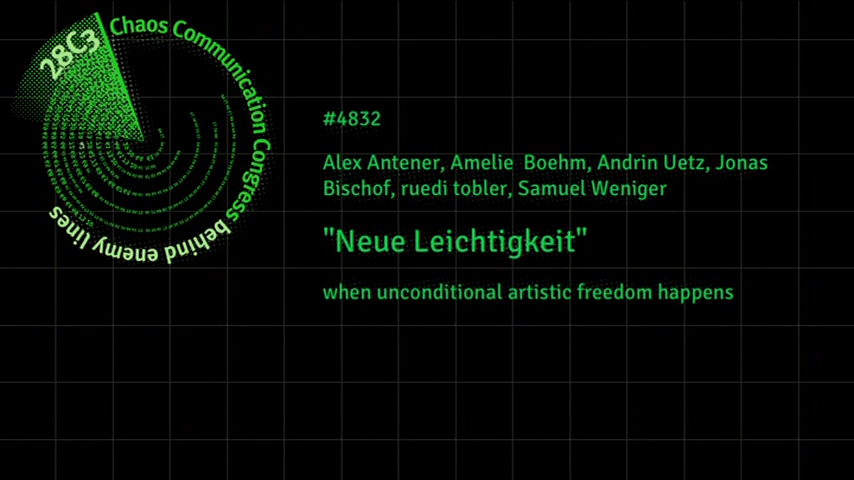 28C3
Chaos Communication Congress behind enemy lines
#4832
Alex Antener, Amelie Boehm, Andrin Uetz, Jonas
Bischof, ruedi tobler, Samuel Weniger
"Neue Leichtigkeit"
when unconditional artistic freedom happens